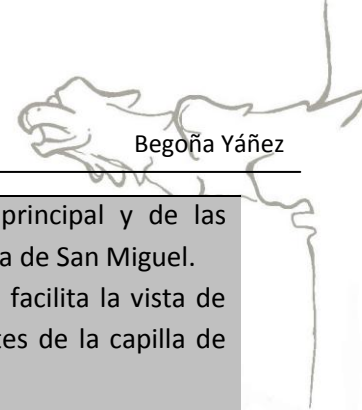 Begoña Yáñez
principal y de las
a de San Miguel.
facilita la vista de
tes de la capilla de